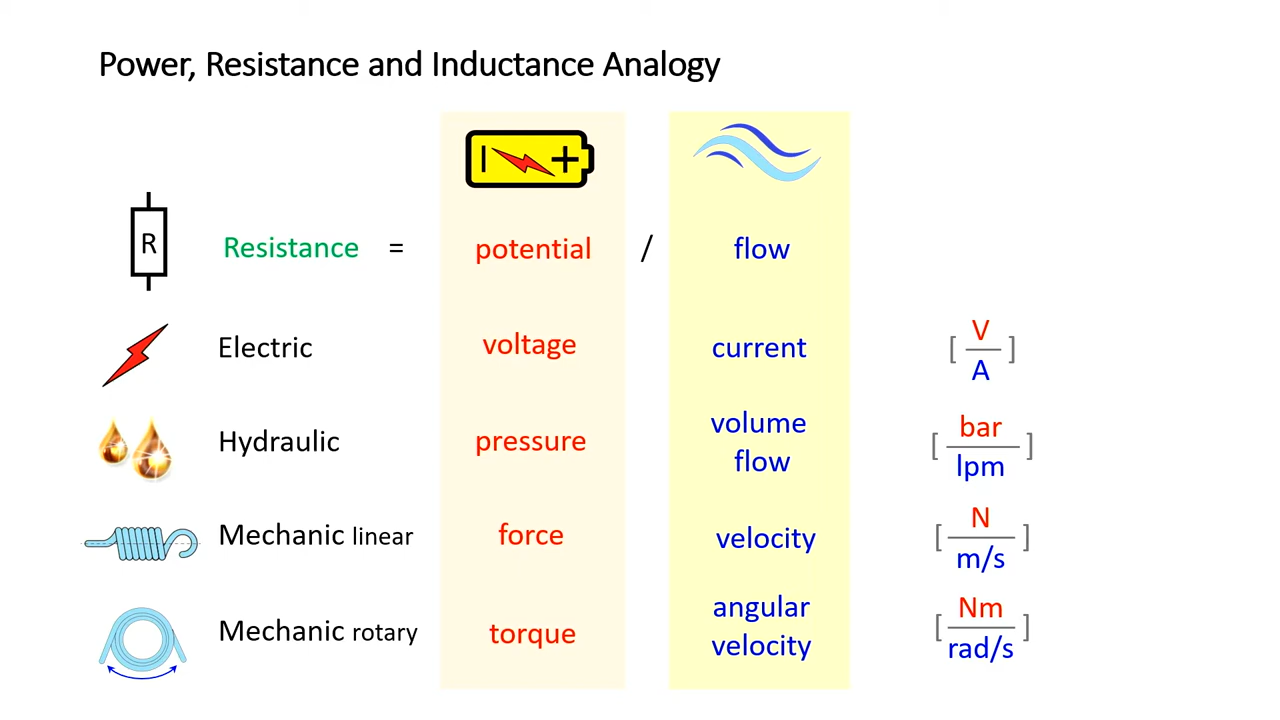 Power, Resistance and Inductance Analogy
R
Resistance = potential / flow
Electric voltage current [ V / A ]
Hydraulic pressure volume flow [ bar / lpm ]
Mechanic linear force velocity [ N / m/s ]
Mechanic rotary torque angular velocity [ Nm / rad/s ]